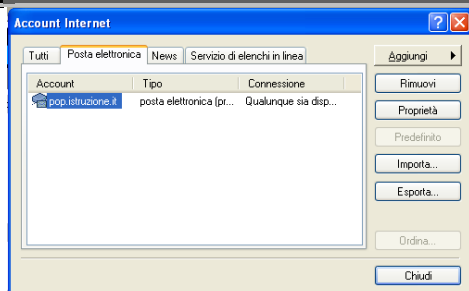 Account Internet
Tutti Posta elettronica News Servizio di elenchi in linea
Aggiungi
Account Tipo Connessione
pop.istruzione.it posta elettronica (pr... Qualunque sia disp...
Rimuovi
Proprietà
Predefinito
Importa...
Esporta...
Ordina...
Chiudi